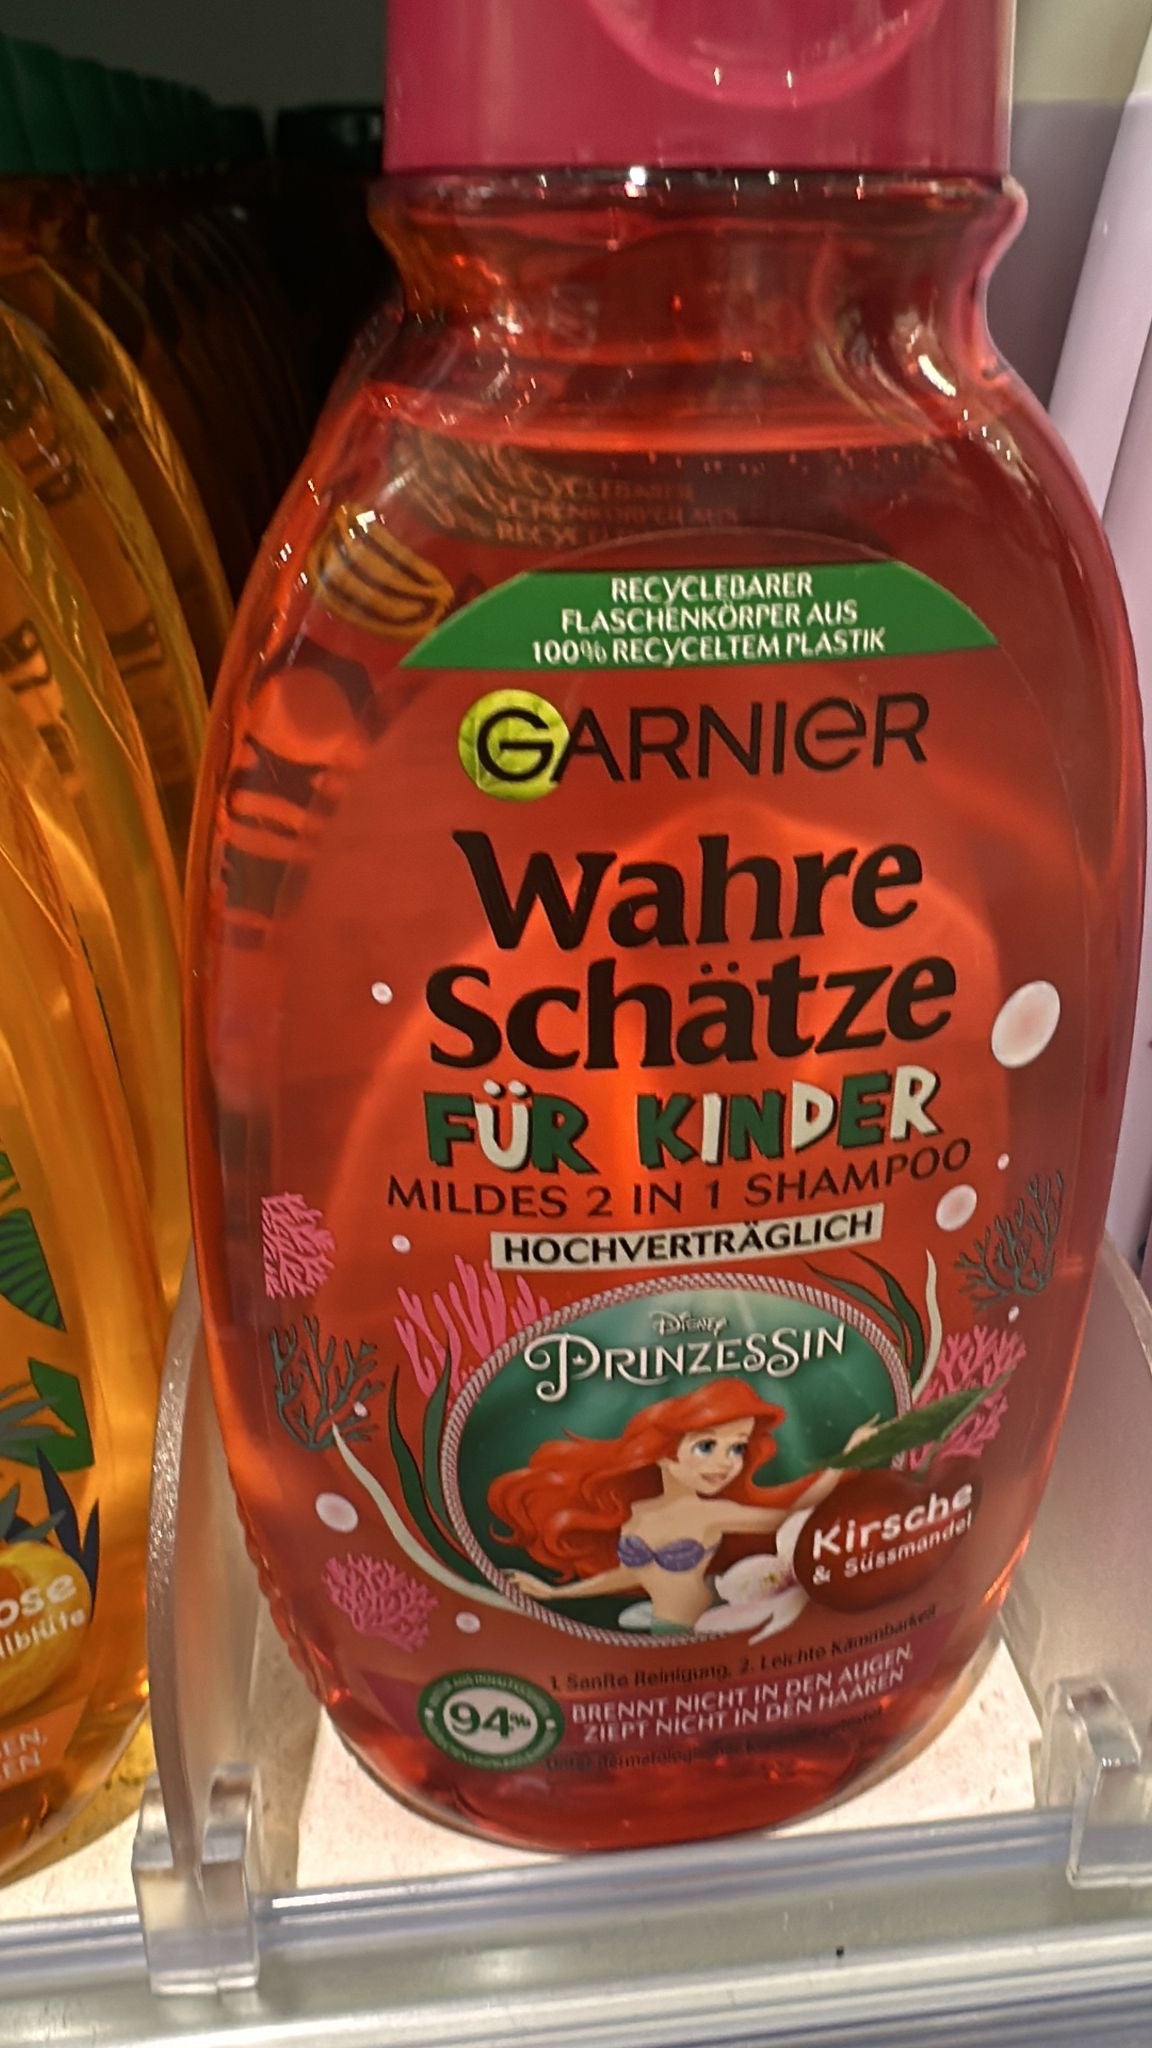 RECYCLEBARER
FLASCHENKÖRPER AUS
100% RECYCELTEM PLASTIK
GARNIER
Wahre
Schätze
FÜR KINDER
MILDES 2 IN 1 SHAMPOO
HOCHVERTRÄGLICH
DISNEY
PRINZESSIN
Kirsche
& Süssmandel
1. Sanfte Reinigung, 2. Leichte Kämmbarkeit
94%
BRENNT NICHT IN DEN AUGEN,
ZIEPT NICHT IN DEN HAAREN
Unter dermatologischer